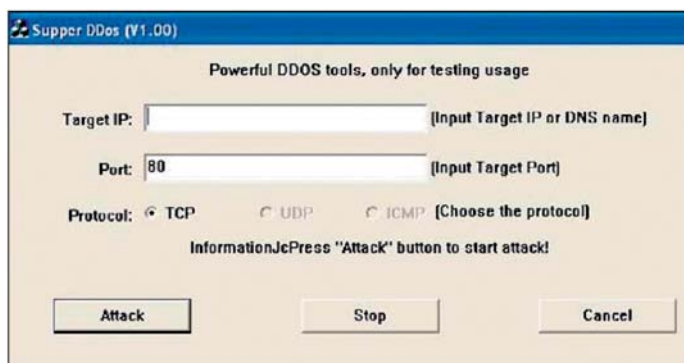 Supper DDos (V1.00)
Powerful DDOS tools, only for testing usage
Target IP: (Input Target IP or DNS name)
Port: 80 (Input Target Port)
Protocol: TCP UDP ICMP (Choose the protocol)
InformationJcPress "Attack" button to start attack!
Attack Stop Cancel